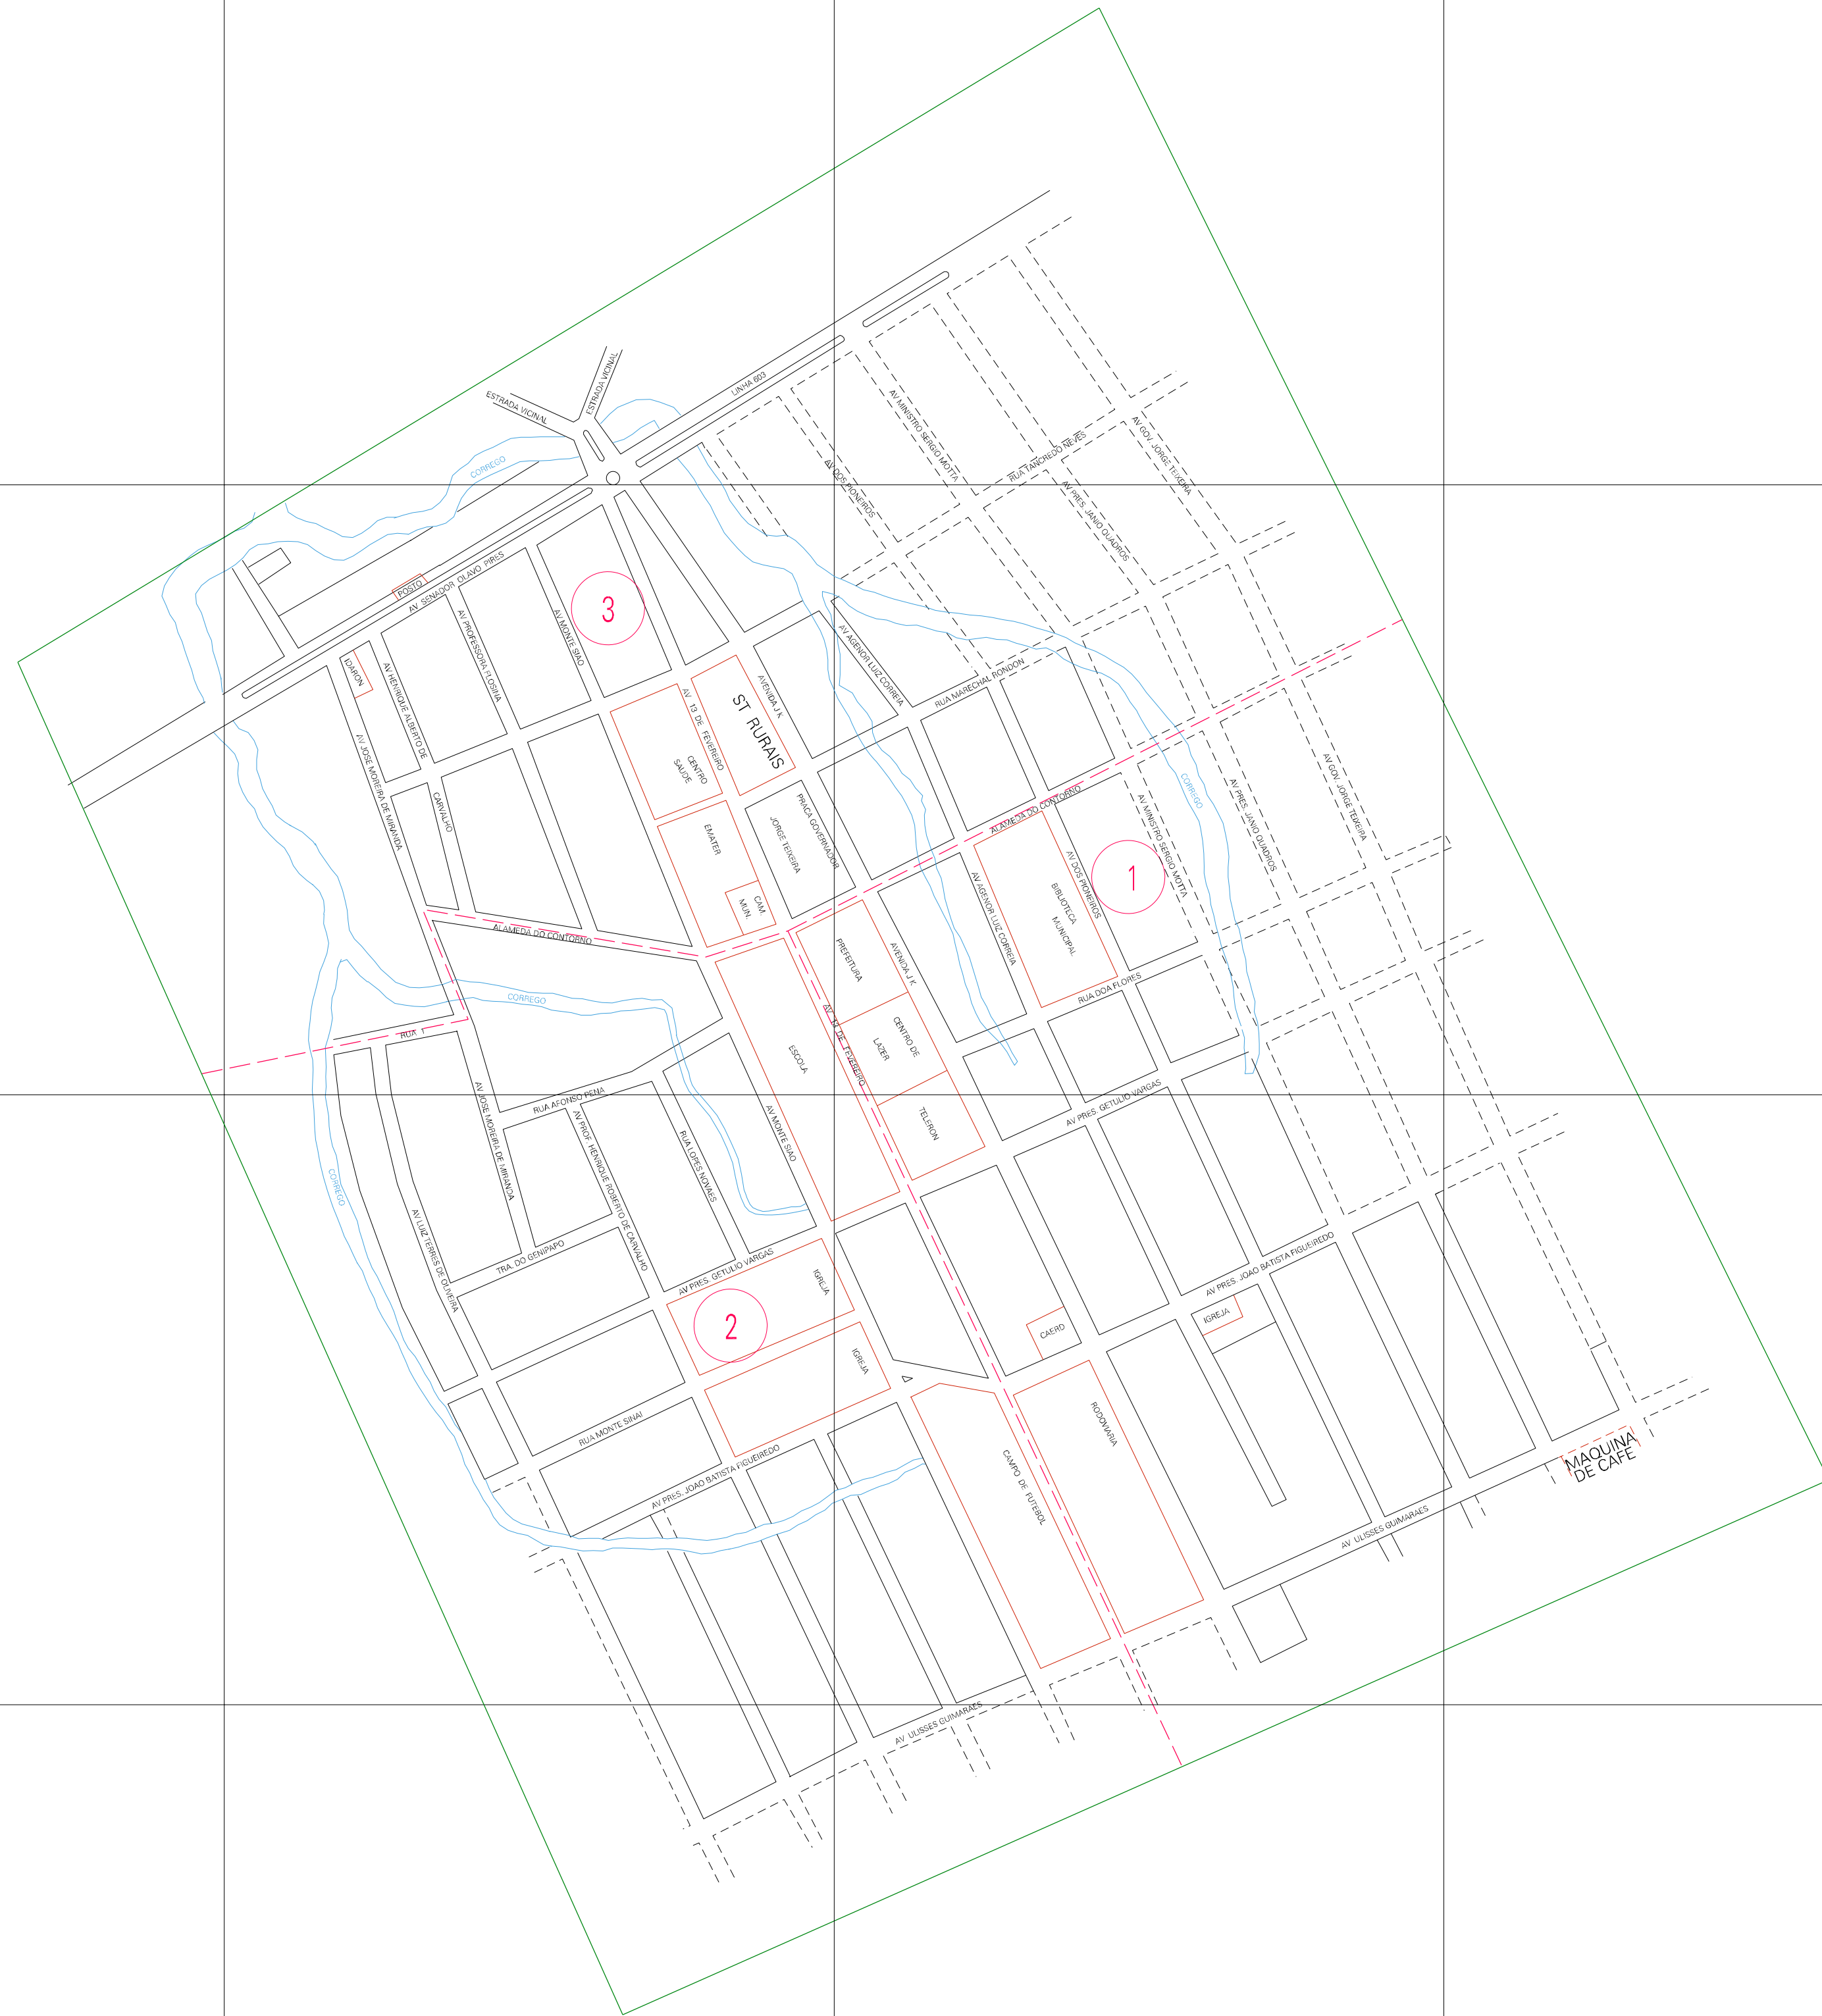 ESTRADA VICINAL
ESTRADA VICINAL
LINHA 603
AV MINISTRO SERGIO MOTTA
AV GOV. JORGE TEIXEIRA
RUA TANCREDO NEVES
AV DOS PIONEIROS
AV PRES. JANIO QUADROS
CORREGO
POSTO
AV SENADOR OLAVO PIRES
3
AV PROFESSORA FLOSINA
AV MONTE SIAO
AV AGENOR LUIZ CORREIA
IDARON
AV HENRIQUE ALBERTO DE
CARVALHO
RUA MARECHAL RONDON
AV 13 DE FEVEREIRO
AVENIDA J K
ST RURAIS
AV JOSE MOREIRA DE MIRANDA
CENTRO
SAUDE
CORREGO
AV GOV. JORGE TEIXEIRA
AV PRES. JANIO QUADROS
ALAMEDA DO CONTORNO
AV MINISTRO SERGIO MOTTA
PRACA GOVERNADOR
JORGE TEIXEIRA
EMATER
CAM.
MUN.
1
AV DOS PIONEIROS
BIBLIOTECA
MUNICIPAL
AV AGENOR LUIZ CORREIA
ALAMEDA DO CONTORNO
PREFEITURA
AVENIDA J K
RUA DOA FLORES
CORREGO
RUA 1
AV 13 DE FEVEREIRO
CENTRO DE
LAZER
ESCOLA
AV JOSE MOREIRA DE MIRANDA
RUA AFONSO PENA
AV MONTE SIAO
TELERON
AV PRES. GETULIO VARGAS
AV PROF. HENRIQUE ROBERTO DE CARVALHO
RUA LOPES NOVAES
CORREGO
AV LUIZ TERRES DE OLIVEIRA
TRA. DO GENIPAPO
AV PRES. GETULIO VARGAS
IGREJA
AV PRES. JOAO BATISTA FIGUEIREDO
2
CAERD
IGREJA
IGREJA
RUA MONTE SINAI
RODOVIARIA
AV PRES. JOAO BATISTA FIGUEIREDO
CAMPO DE FUTEBOL
MAQUINA
DE CAFE
AV ULISSES GUIMARAES
AV ULISSES GUIMARAES